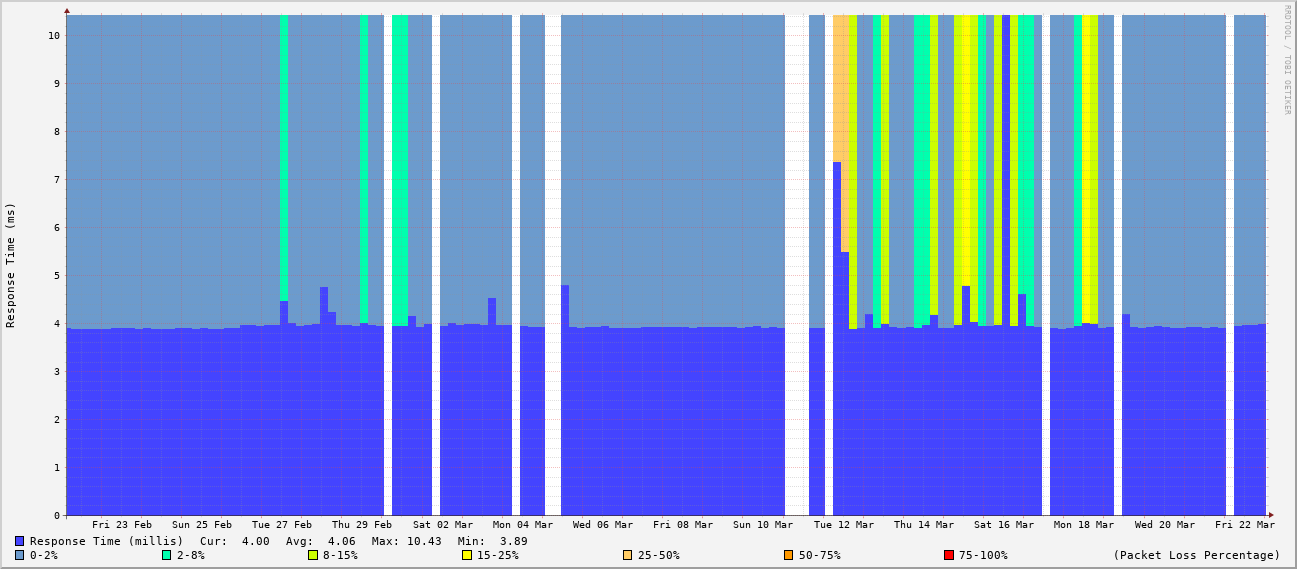 RRDTOOL / TOBI OETIKER
Response Time (ms)
10
9
8
7
6
5
4
3
2
1
0
Fri 23 Feb Sun 25 Feb Tue 27 Feb Thu 29 Feb Sat 02 Mar Mon 04 Mar Wed 06 Mar Fri 08 Mar Sun 10 Mar Tue 12 Mar Thu 14 Mar Sat 16 Mar Mon 18 Mar Wed 20 Mar Fri 22 Mar
Response Time (millis) Cur: 4.00 Avg: 4.06 Max: 10.43 Min: 3.89
0-2% 2-8% 8-15% 15-25% 25-50% 50-75% 75-100% (Packet Loss Percentage)